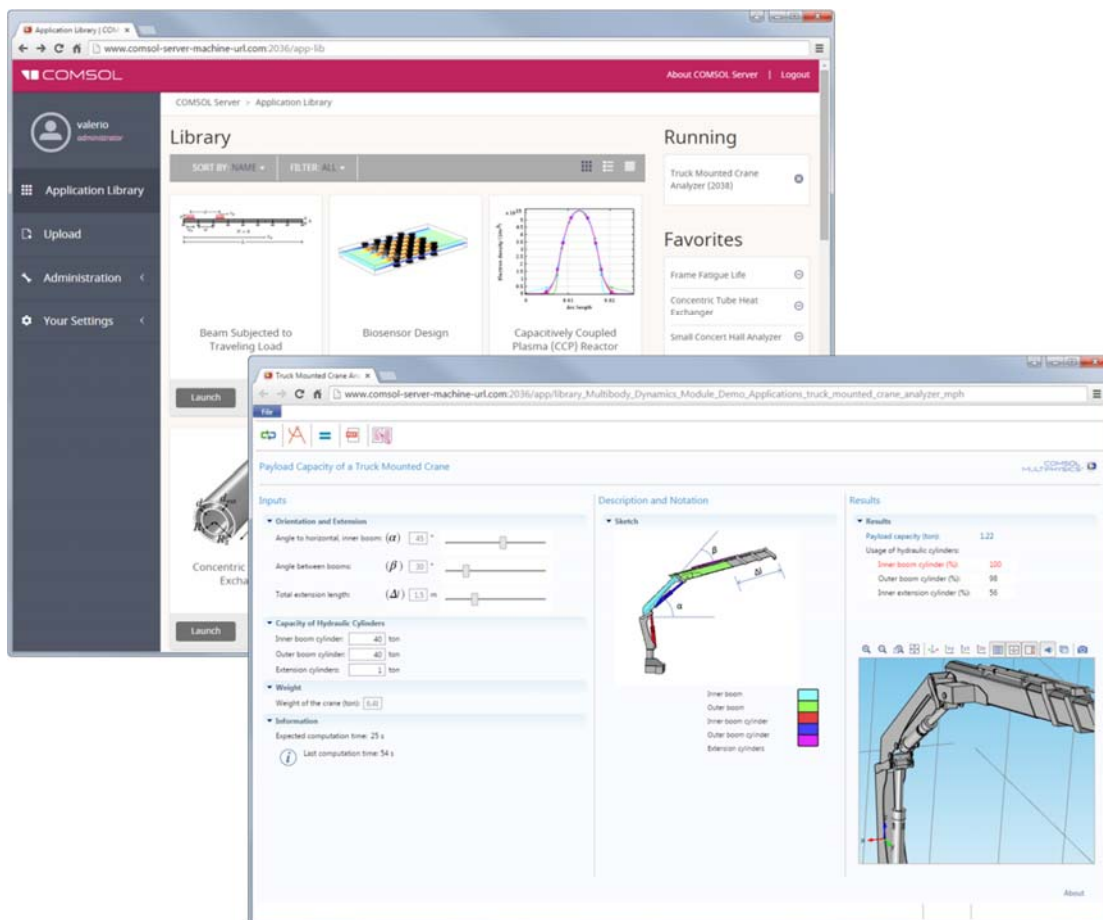 Application Library | COM
www.comsol-server-machine-url.com:2036/app-lib
COMSOL
About COMSOL Server | Logout
valerio
administrator
Application Library
Upload
Administration
Your Settings
COMSOL Server > Application Library
Library
SORT BY: NAME
FILTER: ALL
Running
Truck Mounted Crane
Analyzer (2038)
Favorites
Frame Fatigue Life
Concentric Tube Heat
Exchanger
Small Concert Hall Analyzer
Electron density (1/m³)
Arc length
Beam Subjected to
Traveling Load
Biosensor Design
Capacitively Coupled
Plasma (CCP) Reactor
Launch
Concentric
Excha
Launch
Truck Mounted Crane An
www.comsol-server-machine-url.com:2036/app/library_Multibody_Dynamics_Module_Demo_Applications_truck_mounted_crane_analyzer_mph
File
Payload Capacity of a Truck Mounted Crane
COMSOL
MULTIPHYSICS
Inputs
Orientation and Extension
Angle to horizontal, inner boom: (α) 45 °
Angle between booms: (β) 30 °
Total extension length: (Δl) 1.5 m
Capacity of Hydraulic Cylinders
Inner boom cylinder: 40 ton
Outer boom cylinder: 40 ton
Extension cylinders: 1 ton
Weight
Weight of the crane (ton):
Information
Expected computation time: 25 s
Last computation time: 54 s
Description and Notation
Sketch
β
Δl
α
Inner boom
Outer boom
Inner boom cylinder
Outer boom cylinder
Extension cylinders
Results
Results
Payload capacity (ton): 1.22
Usage of hydraulic cylinders:
Inner boom cylinder (%): 100
Outer boom cylinder (%): 98
Inner extension cylinder (%): 56
About